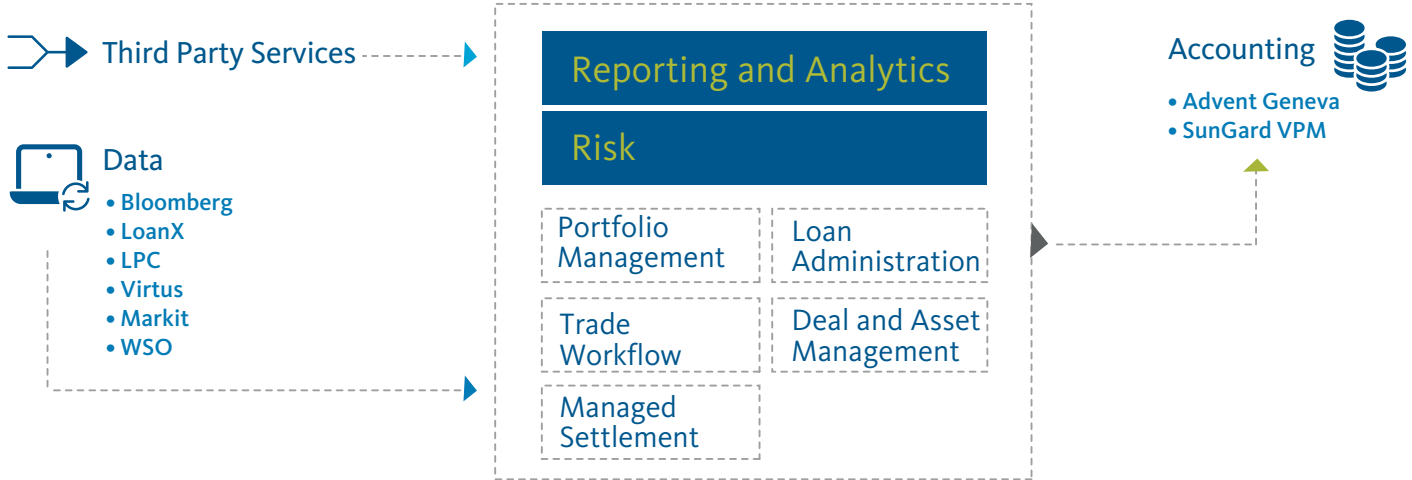 Third Party Services
Data
• Bloomberg
• LoanX
• LPC
• Virtus
• Markit
• WSO
Reporting and Analytics
Risk
Portfolio
Management
Loan
Administration
Trade
Workflow
Deal and Asset
Management
Managed
Settlement
Accounting
• Advent Geneva
• SunGard VPM